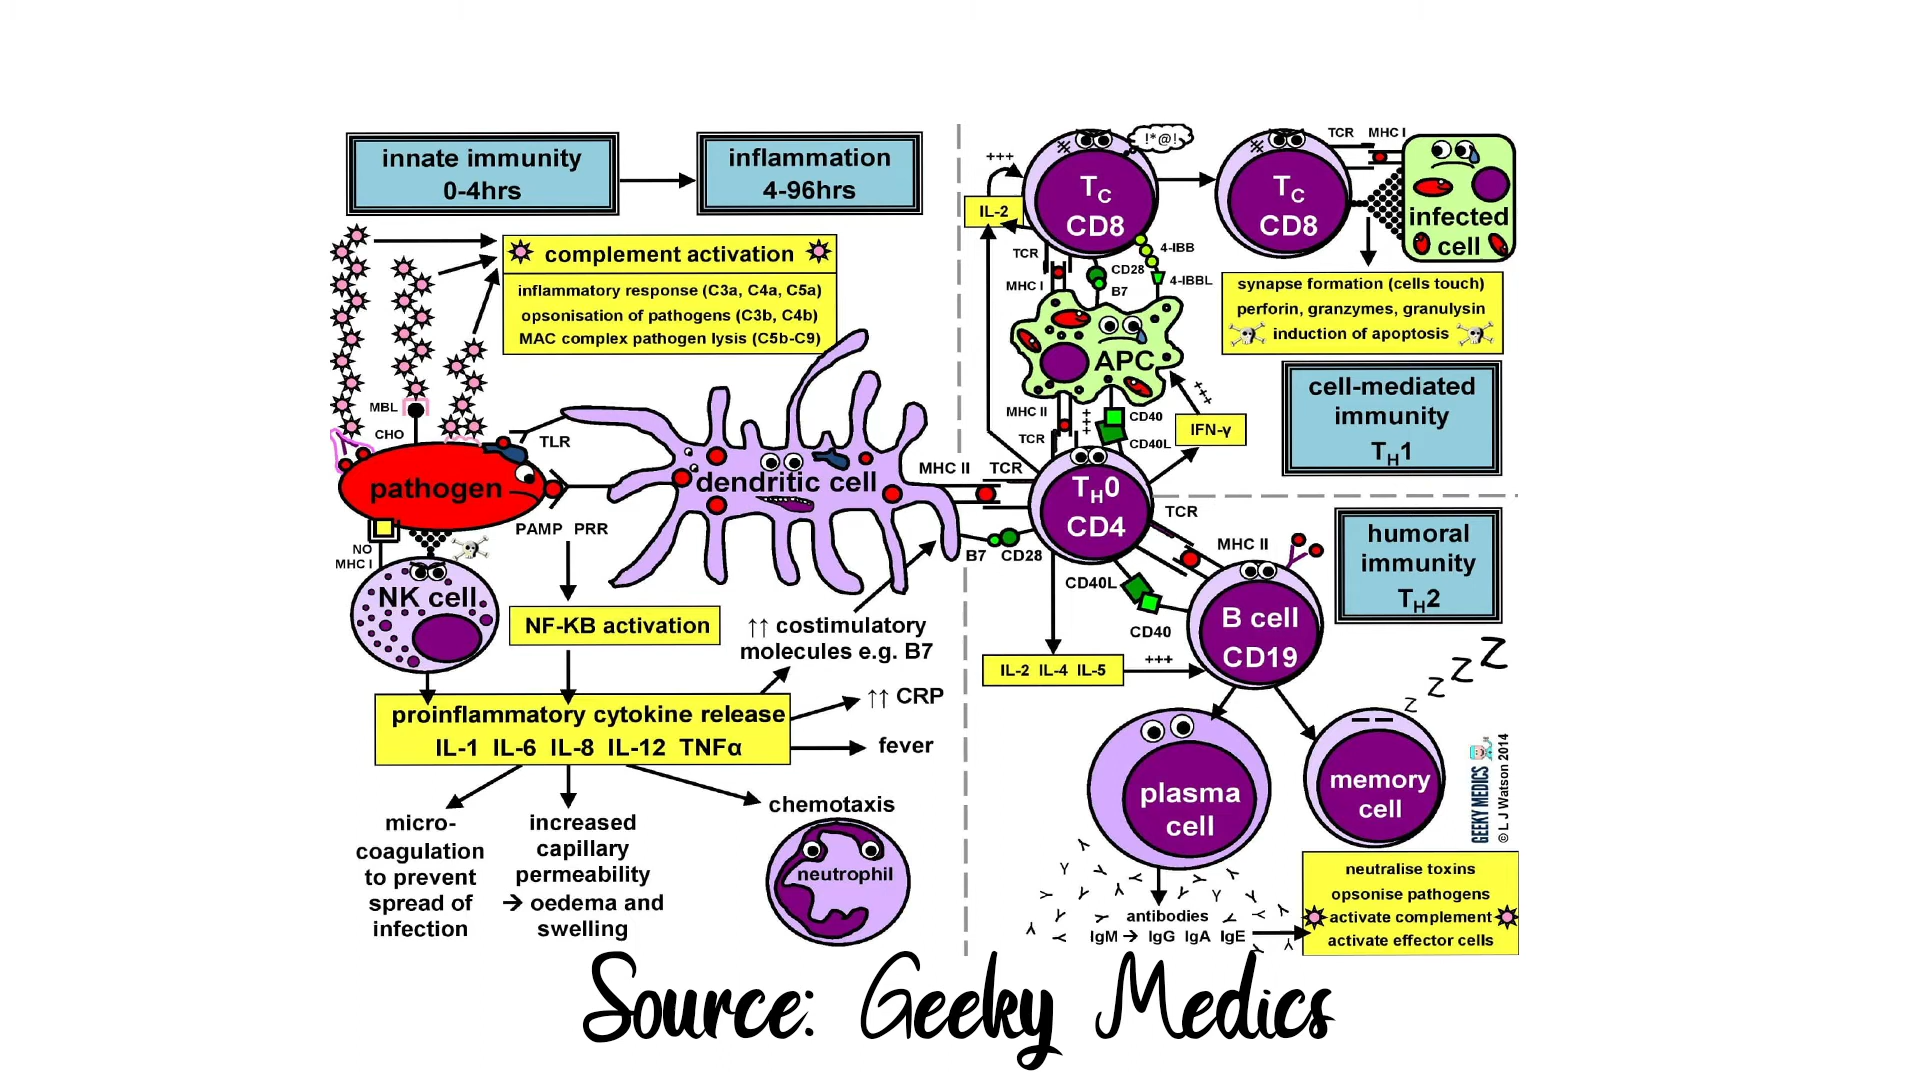 innate immunity
0-4hrs
inflammation
4-96hrs
complement activation
inflammatory response (C3a, C4a, C5a)
opsonisation of pathogens (C3b, C4b)
MAC complex pathogen lysis (C5b-C9)
MBL
CHO
TLR
pathogen
PAMP PRR
NO
MHC I
NK cell
dendritic cell
NF-KB activation
↑↑ costimulatory
molecules e.g. B7
proinflammatory cytokine release
IL-1 IL-6 IL-8 IL-12 TNFα
↑↑ CRP
fever
micro-
coagulation
to prevent
spread of
infection
increased
capillary
permeability
→ oedema and
swelling
chemotaxis
neutrophil
!*@!
+++
IL-2
TC
CD8
TC
CD8
TCR
MHC I
infected
cell
TCR
MHC I
CD28
B7
4-IBB
4-IBBL
synapse formation (cells touch)
perforin, granzymes, granulysin
induction of apoptosis
APC
MHC II
TCR
+++
CD40
CD40L
+++
IFN-γ
cell-mediated
immunity
TH1
MHC II
TCR
B7
CD28
TH0
CD4
TCR
MHC II
CD40L
CD40
humoral
immunity
TH2
B cell
CD19
IL-2 IL-4 IL-5
+++
z z z z
plasma
cell
memory
cell
GEEKY MEDICS
© L J Watson 2014
antibodies
IgM → IgG IgA IgE
neutralise toxins
opsonise pathogens
activate complement
activate effector cells
Source: Geeky Medics